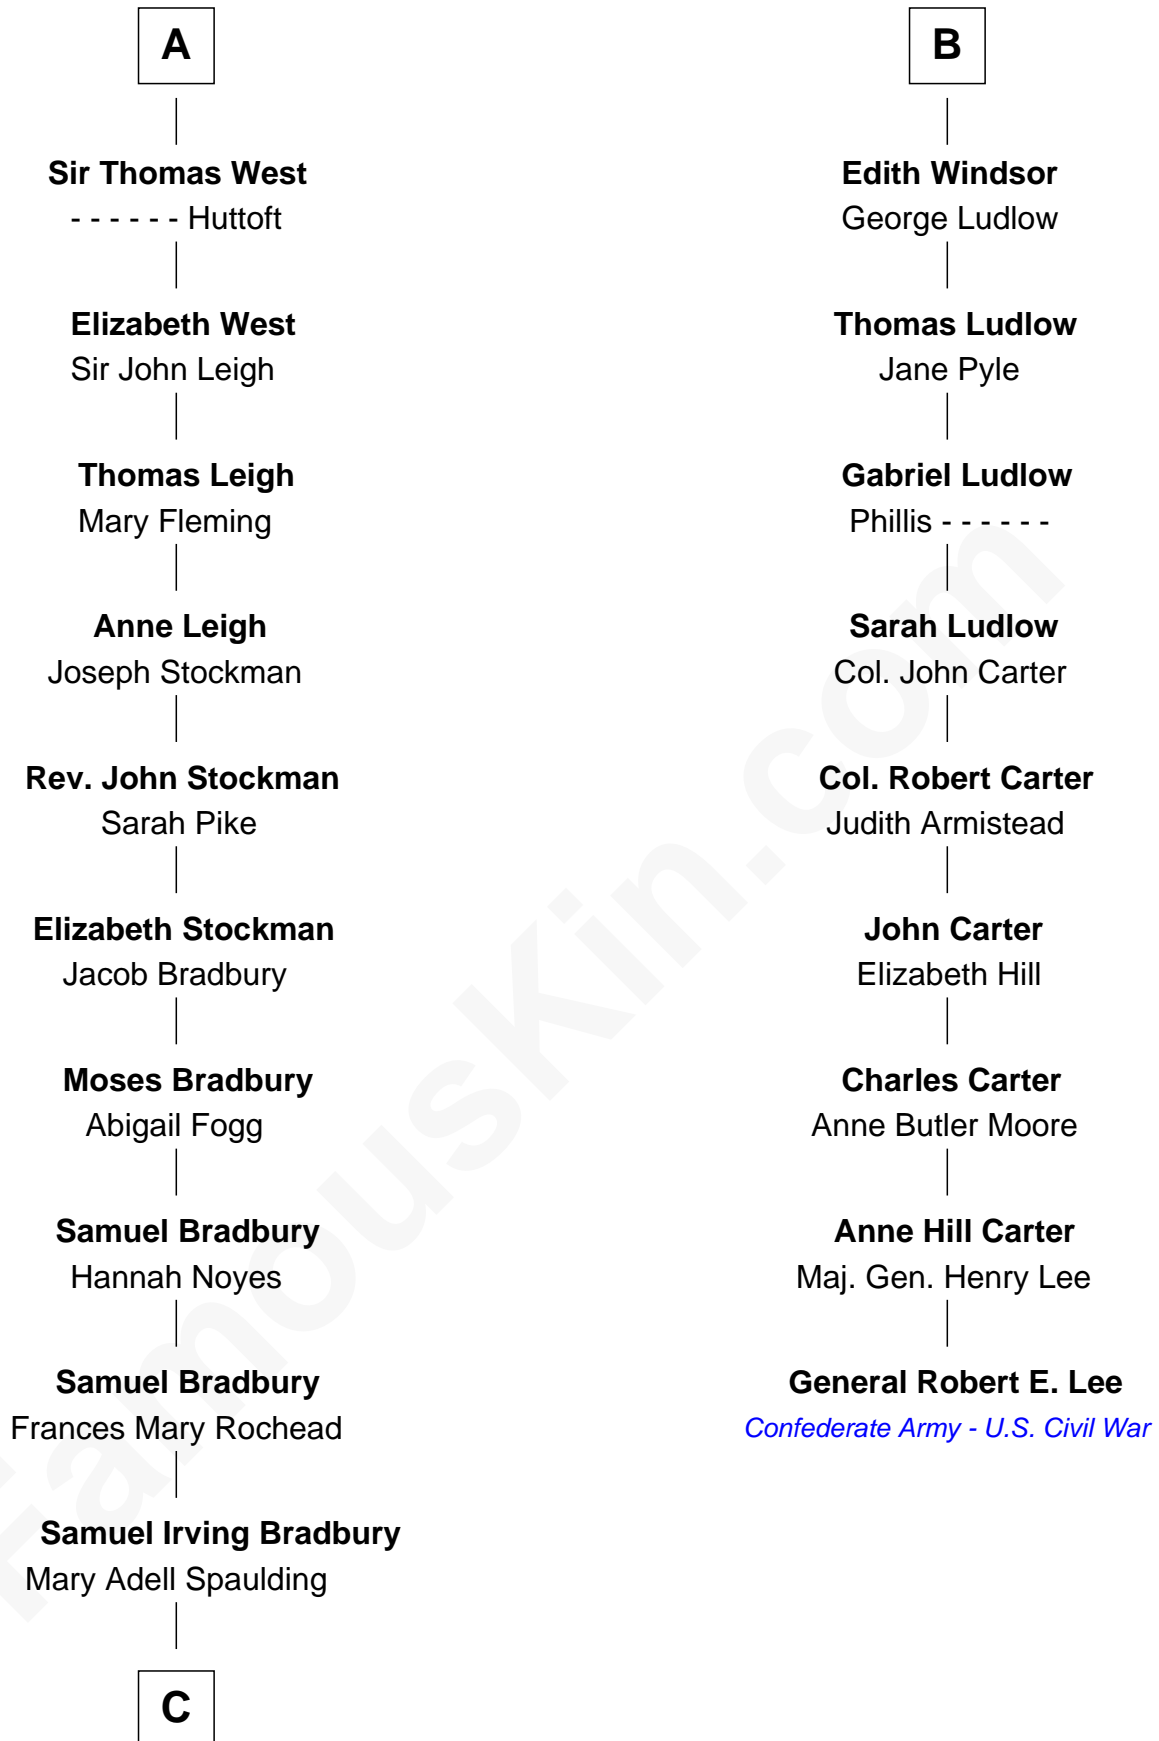 A
Sir Thomas West
- - - - - - Huttoft
Elizabeth West
Sir John Leigh
Thomas Leigh
Mary Fleming
Anne Leigh
Joseph Stockman
Rev. John Stockman
Sarah Pike
Elizabeth Stockman
Jacob Bradbury
Moses Bradbury
Abigail Fogg
Samuel Bradbury
Hannah Noyes
Samuel Bradbury
Frances Mary Rochead
Samuel Irving Bradbury
Mary Adell Spaulding
C
B
Edith Windsor
George Ludlow
Thomas Ludlow
Jane Pyle
Gabriel Ludlow
Phillis - - - - - -
Sarah Ludlow
Col. John Carter
Col. Robert Carter
Judith Armistead
John Carter
Elizabeth Hill
Charles Carter
Anne Butler Moore
Anne Hill Carter
Maj. Gen. Henry Lee
General Robert E. Lee
Confederate Army - U.S. Civil War
FamousKin.com